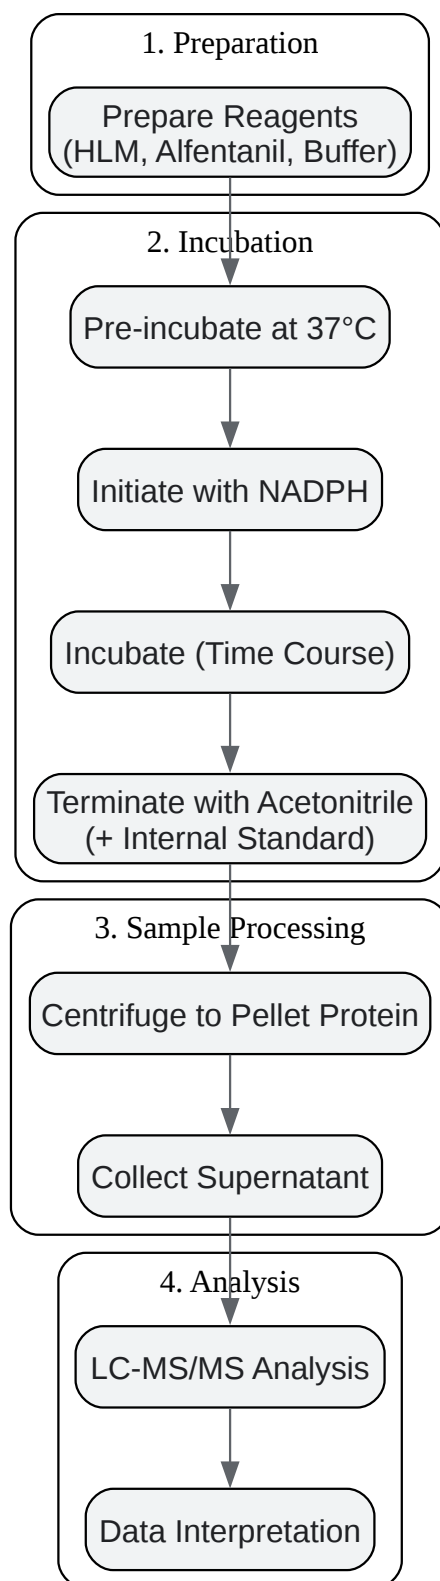 1. Preparation
Prepare Reagents
(HLM, Alfentanil, Buffer)
2. Incubation
Pre-incubate at 37°C
Initiate with NADPH
Incubate (Time Course)
Terminate with Acetonitrile
(+ Internal Standard)
3. Sample Processing
Centrifuge to Pellet Protein
Collect Supernatant
4. Analysis
LC-MS/MS Analysis
Data Interpretation